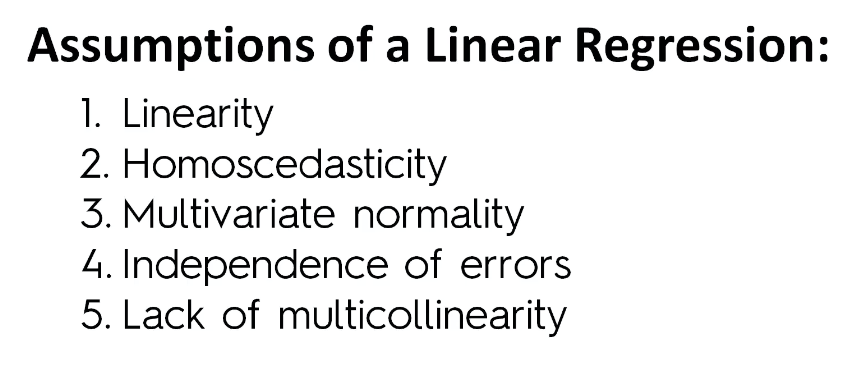 Assumptions of a Linear Regression:
1. Linearity
2. Homoscedasticity
3. Multivariate normality
4. Independence of errors
5. Lack of multicollinearity